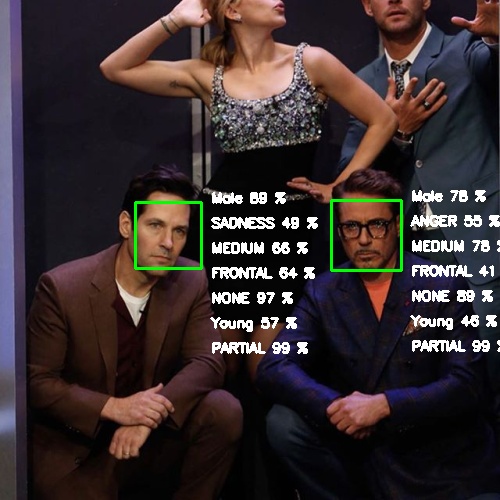 Male 89 %
SADNESS 49 %
MEDIUM 66 %
FRONTAL 64 %
NONE 97 %
Young 57 %
PARTIAL 99 %
Male 78 %
ANGER 55 %
MEDIUM 78 %
FRONTAL 41
NONE 89 %
Young 46 %
PARTIAL 99 %